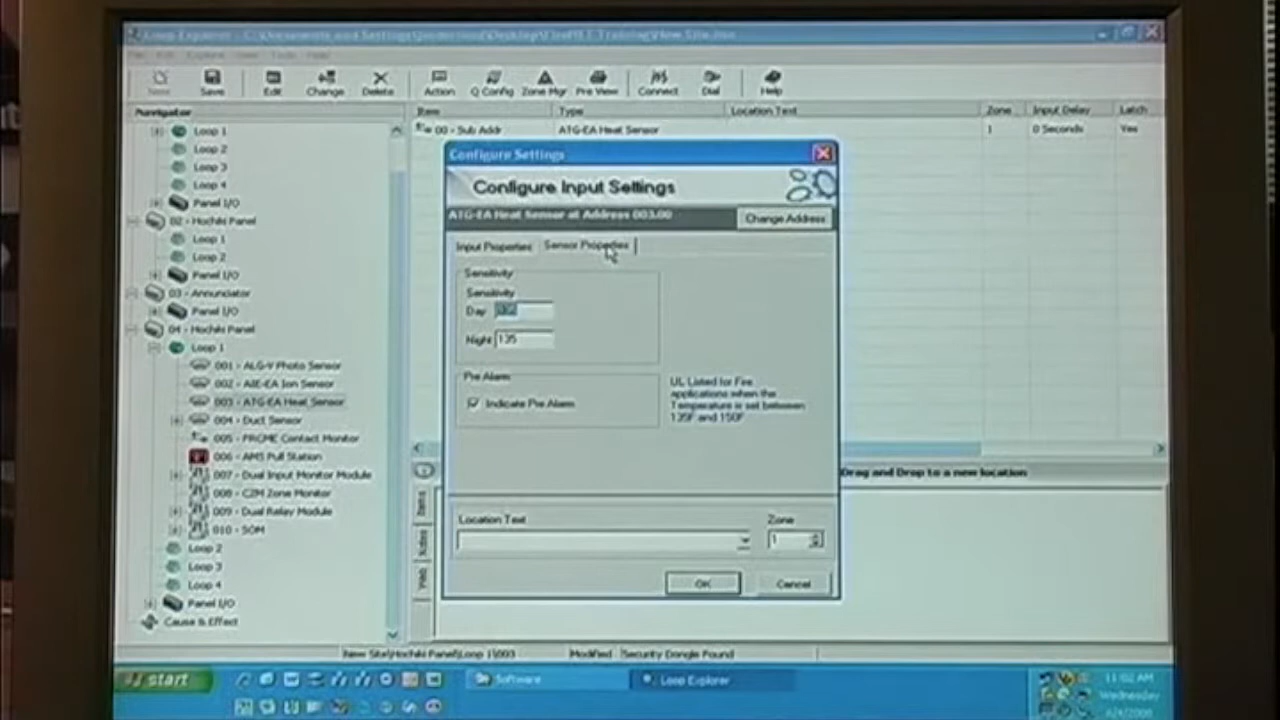 Loop Explorer - C:\Documents and Settings\ \Desktop\FireNET Training\New Site.nse
File Edit Explore View Tools Help
New Save Edit Change Delete Action Q Config Zone Mgr Pre View Connect Dial Help
Navigator
Item Type Location Text Zone Input Delay Latch
00 - Sub Addr ATG-EA Heat Sensor 1 0 Seconds Yes
Loop 1
Loop 2
Loop 3
Loop 4
Panel I/O
02 - Hochiki Panel
Loop 1
Loop 2
Panel I/O
03 - Annunciator
Panel I/O
04 - Hochiki Panel
Loop 1
001 - ALG-V Photo Sensor
002 - AIE-EA Ion Sensor
003 - ATG-EA Heat Sensor
004 - Duct Sensor
005 - FRCME Contact Monitor
006 - AMS Pull Station
007 - Dual Input Monitor Module
008 - CZM Zone Monitor
009 - Dual Relay Module
010 - SOM
Loop 2
Loop 3
Loop 4
Panel I/O
Cause & Effect
Configure Settings
Configure Input Settings
ATG-EA Heat Sensor at Address 003.00
Change Address
Input Properties Sensor Properties
Sensitivity
Sensitivity
Day
Night 135
Pre Alarm
Indicate Pre Alarm
UL Listed for Fire
applications when the
Temperature is set between
135F and 150F
Location Text Zone
1
OK Cancel
Drag and Drop to a new location
Items
Notes
Web
New Site\Hochiki Panel\Loop 1\003 Modified Security Dongle Found
start Software Loop Explorer
11:02 AM
Wednesday